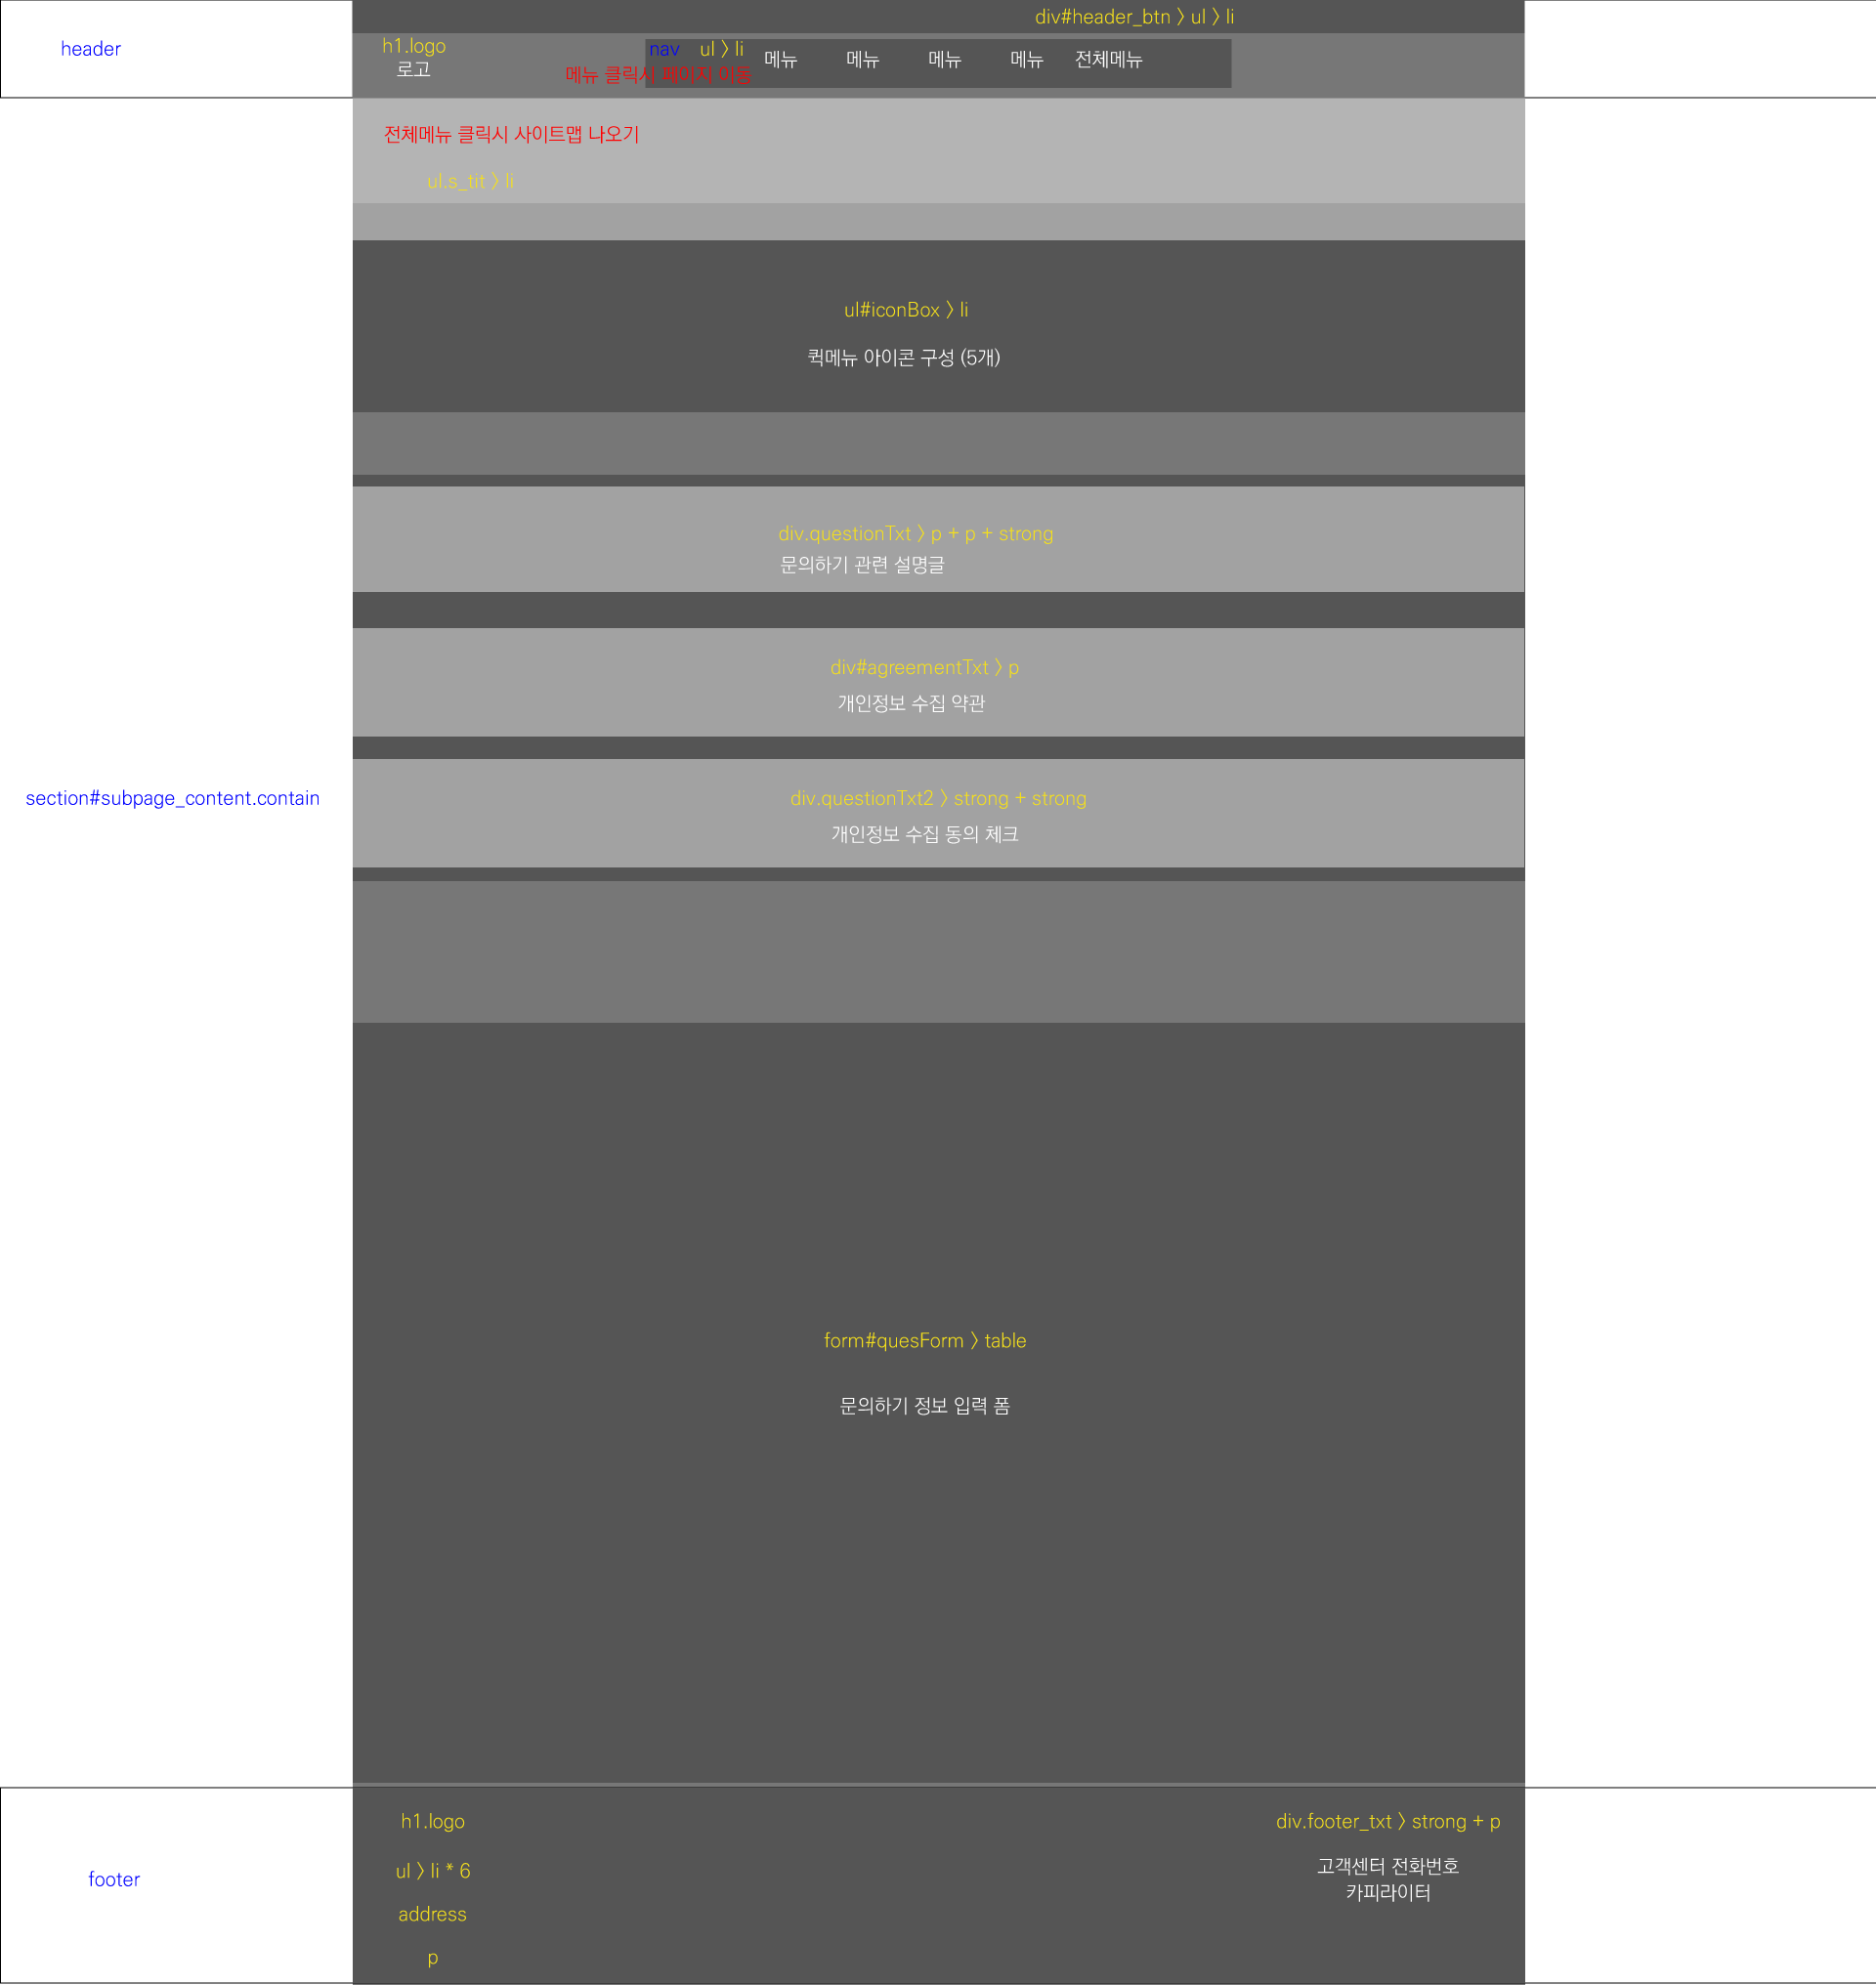 div#header_btn > ul > li
header
h1.logo
로고
nav ul > li
메뉴 메뉴 메뉴 메뉴 전체메뉴
메뉴 클릭시 페이지 이동
전체메뉴 클릭시 사이트맵 나오기
ul.s_tit > li
ul#iconBox > li
퀵메뉴 아이콘 구성 (5개)
div.questionTxt > p + p + strong
문의하기 관련 설명글
div#agreementTxt > p
개인정보 수집 약관
section#subpage_content.contain
div.questionTxt2 > strong + strong
개인정보 수집 동의 체크
form#quesForm > table
문의하기 정보 입력 폼
footer
h1.logo
ul > li * 6
address
p
div.footer_txt > strong + p
고객센터 전화번호
카피라이터